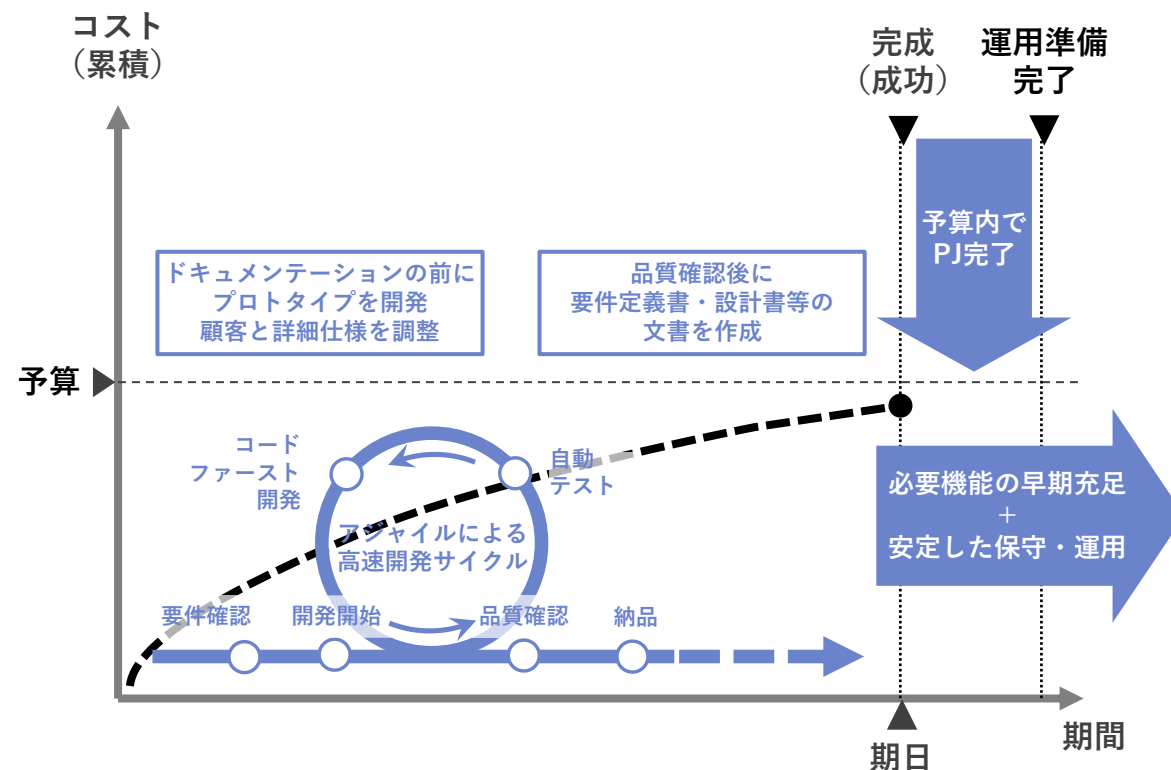 コスト
（累積）
完成
（成功）
運用準備
完了
予算内で
PJ完了
ドキュメンテーションの前に
プロトタイプを開発
顧客と詳細仕様を調整
品質確認後に
要件定義書・設計書等の
文書を作成
予算
コード
ファースト
開発
自動
テスト
アジャイルによる
高速開発サイクル
必要機能の早期充足
＋
安定した保守・運用
要件確認
開発開始
品質確認
納品
期日
期間